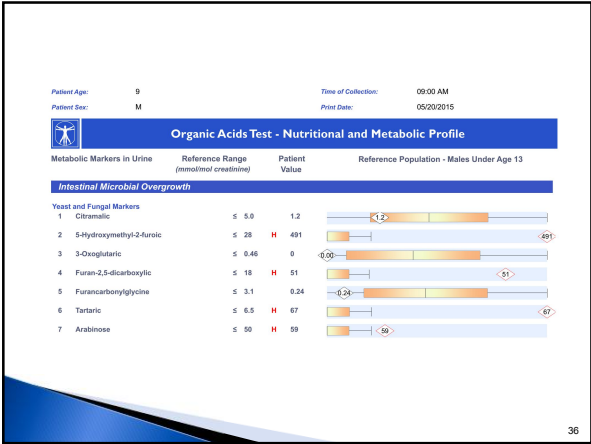 Patient Age: 9 Time of Collection: 09:00 AM
Patient Sex: M Print Date: 05/20/2015
Organic Acids Test - Nutritional and Metabolic Profile
Metabolic Markers in Urine Reference Range Patient Reference Population - Males Under Age 13
(mmol/mol creatinine) Value
Intestinal Microbial Overgrowth
Yeast and Fungal Markers
1 Citramalic ≤ 5.0 1.2 1.2
2 5-Hydroxymethyl-2-furoic ≤ 28 H 491 491
3 3-Oxoglutaric ≤ 0.46 0 0.00
4 Furan-2,5-dicarboxylic ≤ 18 H 51 51
5 Furancarbonylglycine ≤ 3.1 0.24 0.24
6 Tartaric ≤ 6.5 H 67 67
7 Arabinose ≤ 50 H 59 59
36